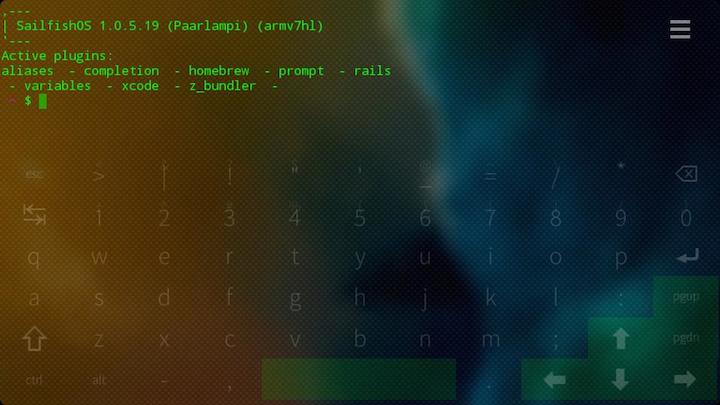 ,---
| SailfishOS 1.0.5.19 (Paarlampi) (armv7hl)
'---
Active plugins:
aliases - completion - homebrew - prompt - rails
- variables - xcode - z_bundler -
~ $
esc > | ! " ' _ = / *
1 2 3 4 5 6 7 8 9 0
q w e r t y u i o p
a s d f g h j k l : pgup
z x c v b n m ; pgdn
ctrl alt - , .